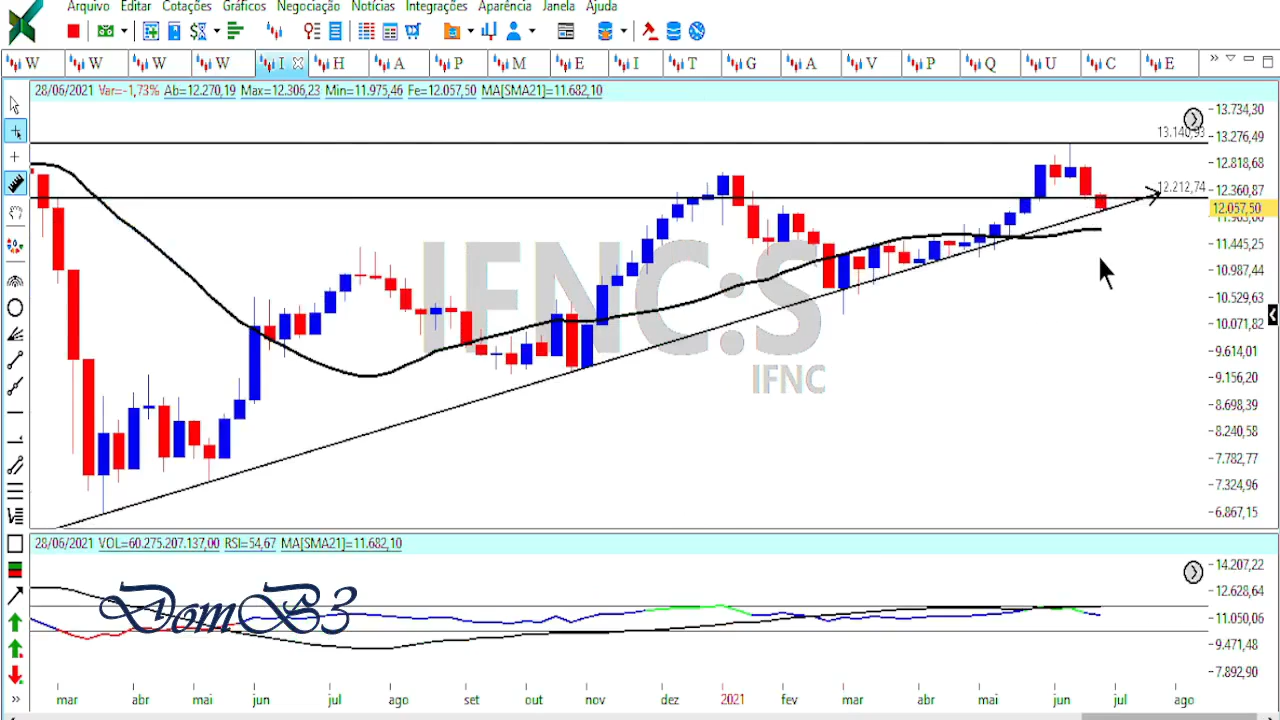 Arquivo Editar Cotações Gráficos Negociação Notícias Integrações Aparência Janela Ajuda
W W W W I H A P M E I T G A V P Q U C E
28/06/2021 Var=-1,73% Ab=12.270,19 Max=12.306,23 Min=11.975,46 Fe=12.057,50 MA[SMA21]=11.682,10
13.734,30
13.140,93
13.276,49
12.818,68
12.212,74
12.360,87
12.057,50
11.445,25
10.987,44
10.529,63
10.071,82
9.614,01
9.156,20
8.698,39
8.240,58
7.782,77
7.324,96
6.867,15
IFNC:S
IFNC
28/06/2021 VOL=60.275.207.137,00 RSI=54,67 MA[SMA21]=11.682,10
14.207,22
12.628,64
11.050,06
9.471,48
7.892,90
DomB3
mar abr mai jun jul ago set out nov dez 2021 fev mar abr mai jun jul ago